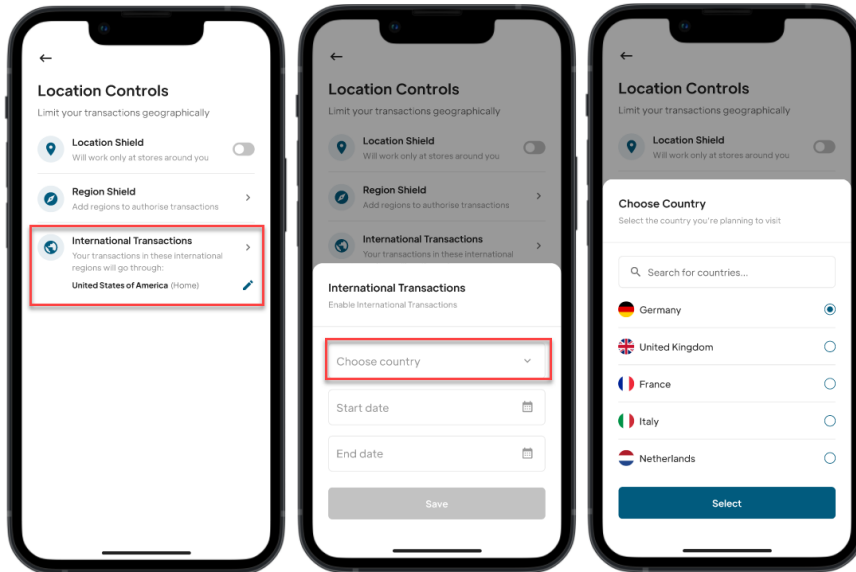 Location Controls
Limit your transactions geographically
Location Shield
Will work only at stores around you
Region Shield
Add regions to authorise transactions
International Transactions
Your transactions in these international
regions will go through:
United States of America (Home)
Location Controls
Limit your transactions geographically
Location Shield
Will work only at stores around you
Region Shield
Add regions to authorise transactions
International Transactions
Your transactions in these international
International Transactions
Enable International Transactions
Choose country
Start date
End date
Save
Location Controls
Limit your transactions geographically
Location Shield
Will work only at stores around you
Choose Country
Select the country you're planning to visit
Search for countries...
Germany
United Kingdom
France
Italy
Netherlands
Select